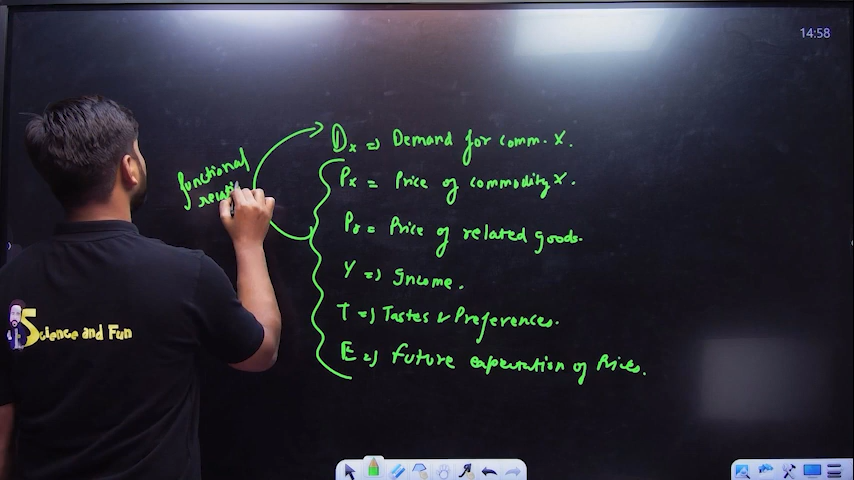 14:58
Dx => Demand for comm. X.
functional
Px = Price of commodity X.
Pr = Price of related goods.
Y => Income.
T => Tastes & Preferences.
E => Future expectation of Prices.
Science and Fun